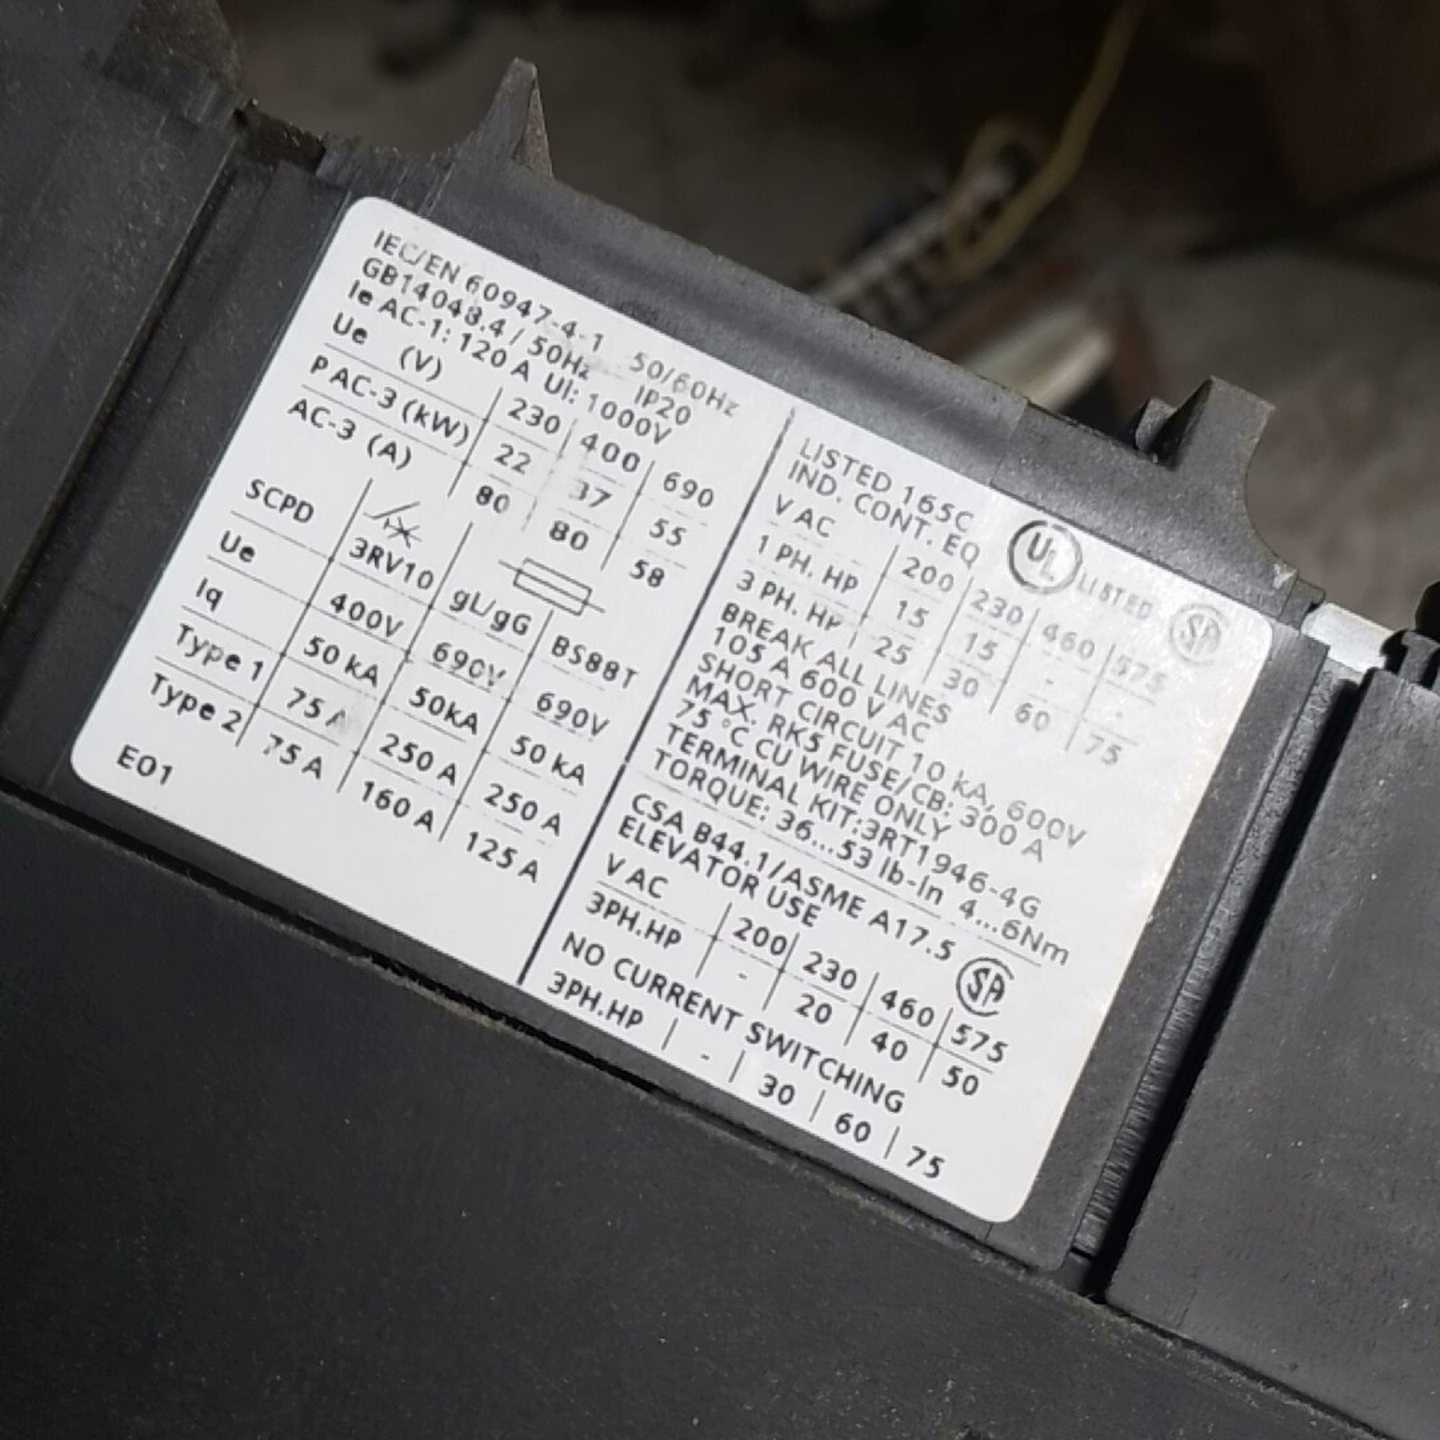 IEC/EN 60947-4-1 50/60Hz
GB14048.4 / 50Hz IP20
Ie AC-1: 120 A UI: 1000V
Ue (V) 230 400 690
P AC-3 (kW) 22 37 55
AC-3 (A) 80 80 58
SCPD 3RV10 gL/gG BS88T
Ue 400V 690V 690V
Iq 50 kA 50kA 50 kA
Type 1 75 A 250 A 250 A
Type 2 75 A 160 A 125 A
E01
LISTED 165C
IND. CONT. EQ UL LISTED SA
V AC 200 230 460 575
1 PH. HP 15 15 - -
3 PH. HP 25 30 60 75
BREAK ALL LINES
105 A 600 V AC
SHORT CIRCUIT 10 kA, 600V
MAX. RK5 FUSE/CB: 300 A
75 °C CU WIRE ONLY
TERMINAL KIT:3RT1946-4G
TORQUE: 36...53 lb-in 4...6Nm
CSA B44.1/ASME A17.5 SA
ELEVATOR USE
V AC 200 230 460 575
3PH.HP - 20 40 50
NO CURRENT SWITCHING
3PH.HP - 30 60 75